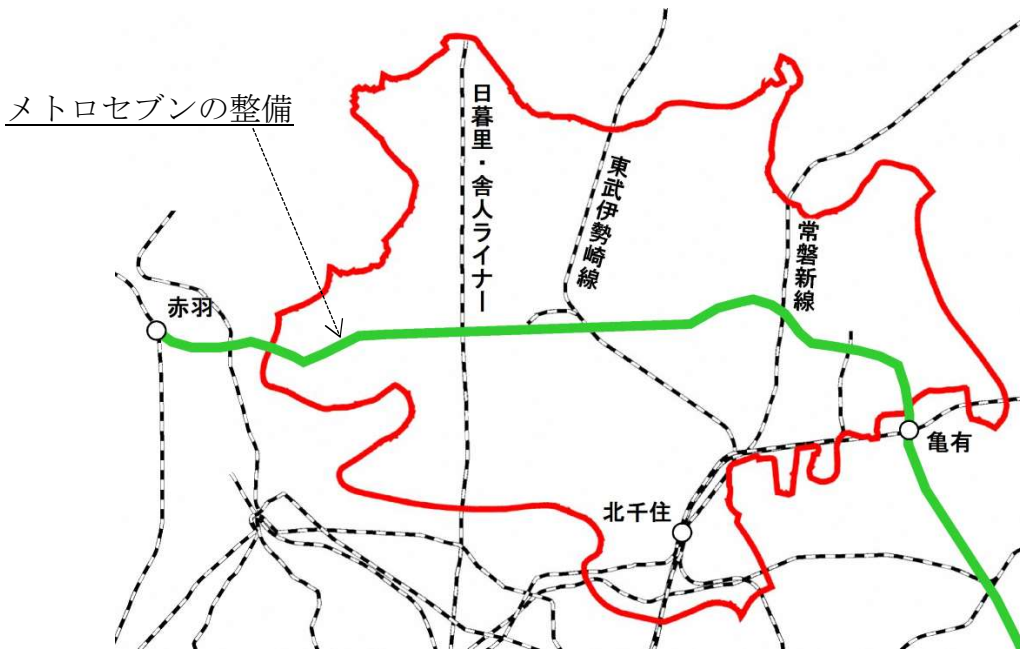 メトロセブンの整備
日暮里・舎人ライナー
東武伊勢崎線
常磐新線
赤羽
亀有
北千住